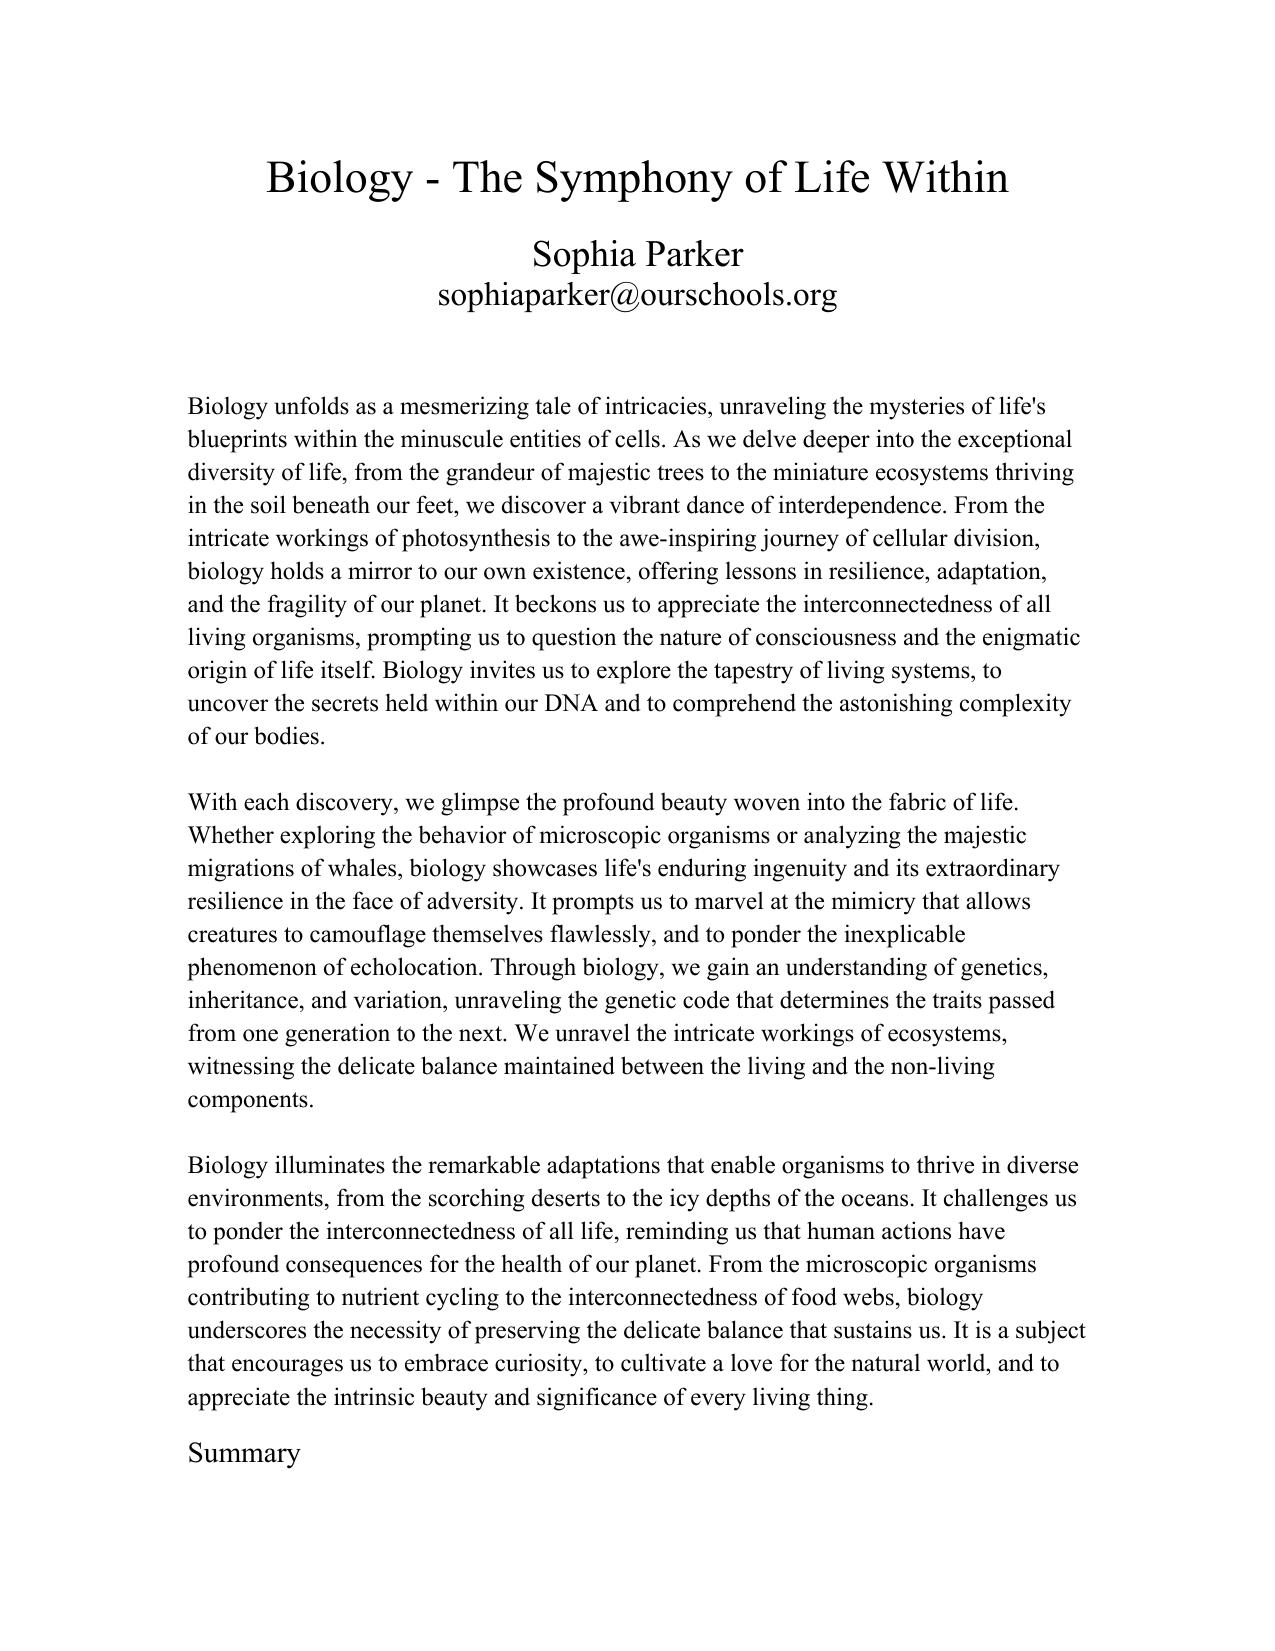 Biology - The Symphony of Life Within
Sophia Parker
sophiaparker@ourschools.org
Biology unfolds as a mesmerizing tale of intricacies, unraveling the mysteries of life's
blueprints within the minuscule entities of cells. As we delve deeper into the exceptional
diversity of life, from the grandeur of majestic trees to the miniature ecosystems thriving
in the soil beneath our feet, we discover a vibrant dance of interdependence. From the
intricate workings of photosynthesis to the awe-inspiring journey of cellular division,
biology holds a mirror to our own existence, offering lessons in resilience, adaptation,
and the fragility of our planet. It beckons us to appreciate the interconnectedness of all
living organisms, prompting us to question the nature of consciousness and the enigmatic
origin of life itself. Biology invites us to explore the tapestry of living systems, to
uncover the secrets held within our DNA and to comprehend the astonishing complexity
of our bodies.
With each discovery, we glimpse the profound beauty woven into the fabric of life.
Whether exploring the behavior of microscopic organisms or analyzing the majestic
migrations of whales, biology showcases life's enduring ingenuity and its extraordinary
resilience in the face of adversity. It prompts us to marvel at the mimicry that allows
creatures to camouflage themselves flawlessly, and to ponder the inexplicable
phenomenon of echolocation. Through biology, we gain an understanding of genetics,
inheritance, and variation, unraveling the genetic code that determines the traits passed
from one generation to the next. We unravel the intricate workings of ecosystems,
witnessing the delicate balance maintained between the living and the non-living
components.
Biology illuminates the remarkable adaptations that enable organisms to thrive in diverse
environments, from the scorching deserts to the icy depths of the oceans. It challenges us
to ponder the interconnectedness of all life, reminding us that human actions have
profound consequences for the health of our planet. From the microscopic organisms
contributing to nutrient cycling to the interconnectedness of food webs, biology
underscores the necessity of preserving the delicate balance that sustains us. It is a subject
that encourages us to embrace curiosity, to cultivate a love for the natural world, and to
appreciate the intrinsic beauty and significance of every living thing.
Summary